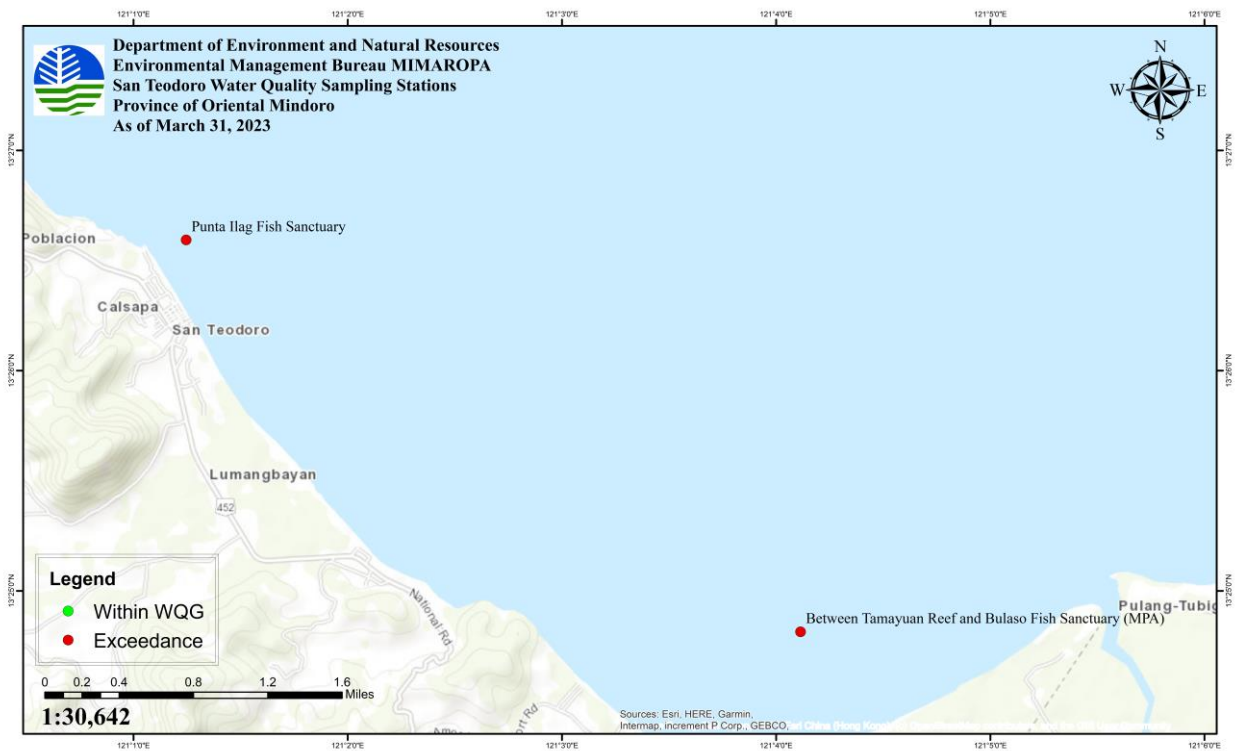 121°1'0"E
121°2'0"E
121°3'0"E
121°4'0"E
121°5'0"E
121°6'0"E
Department of Environment and Natural Resources
Environmental Management Bureau MIMAROPA
San Teodoro Water Quality Sampling Stations
Province of Oriental Mindoro
As of March 31, 2023
N
W
E
S
13°27'0"N
13°27'0"N
Punta Ilag Fish Sanctuary
Poblacion
Calsapa
San Teodoro
13°26'0"N
13°26'0"N
Lumangbayan
452
13°25'0"N
13°25'0"N
Legend
Within WQG
Exceedance
National Rd
Pulang-Tubig
Between Tamayuan Reef and Bulaso Fish Sanctuary (MPA)
0 0.2 0.4 0.8 1.2 1.6
Miles
1:30,642
Sources: Esri, HERE, Garmin,
Intermap, increment P Corp., GEBCO,
121°1'0"E
121°2'0"E
121°3'0"E
121°4'0"E
121°5'0"E
121°6'0"E